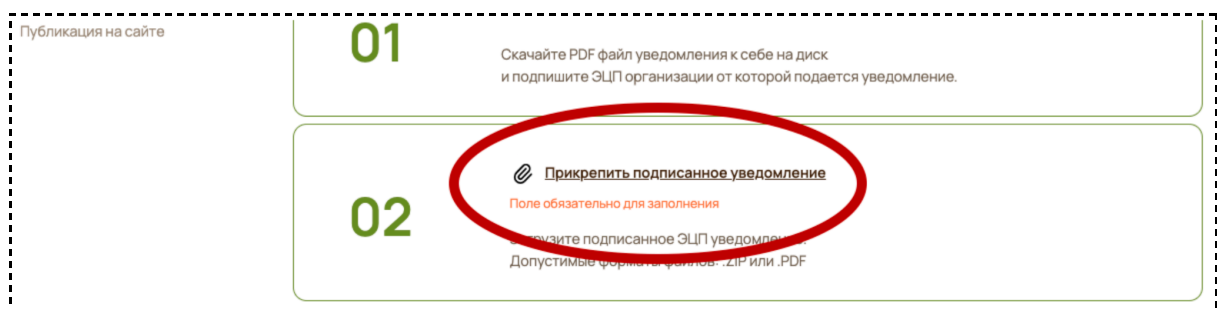 Публикация на сайте
01
Скачайте PDF файл уведомления к себе на диск
и подпишите ЭЦП организации от которой подается уведомление.
02
Прикрепить подписанное уведомление
Поле обязательно для заполнения
подписанное ЭЦП
Допустимые форматы файлов: .ZIP или .PDF